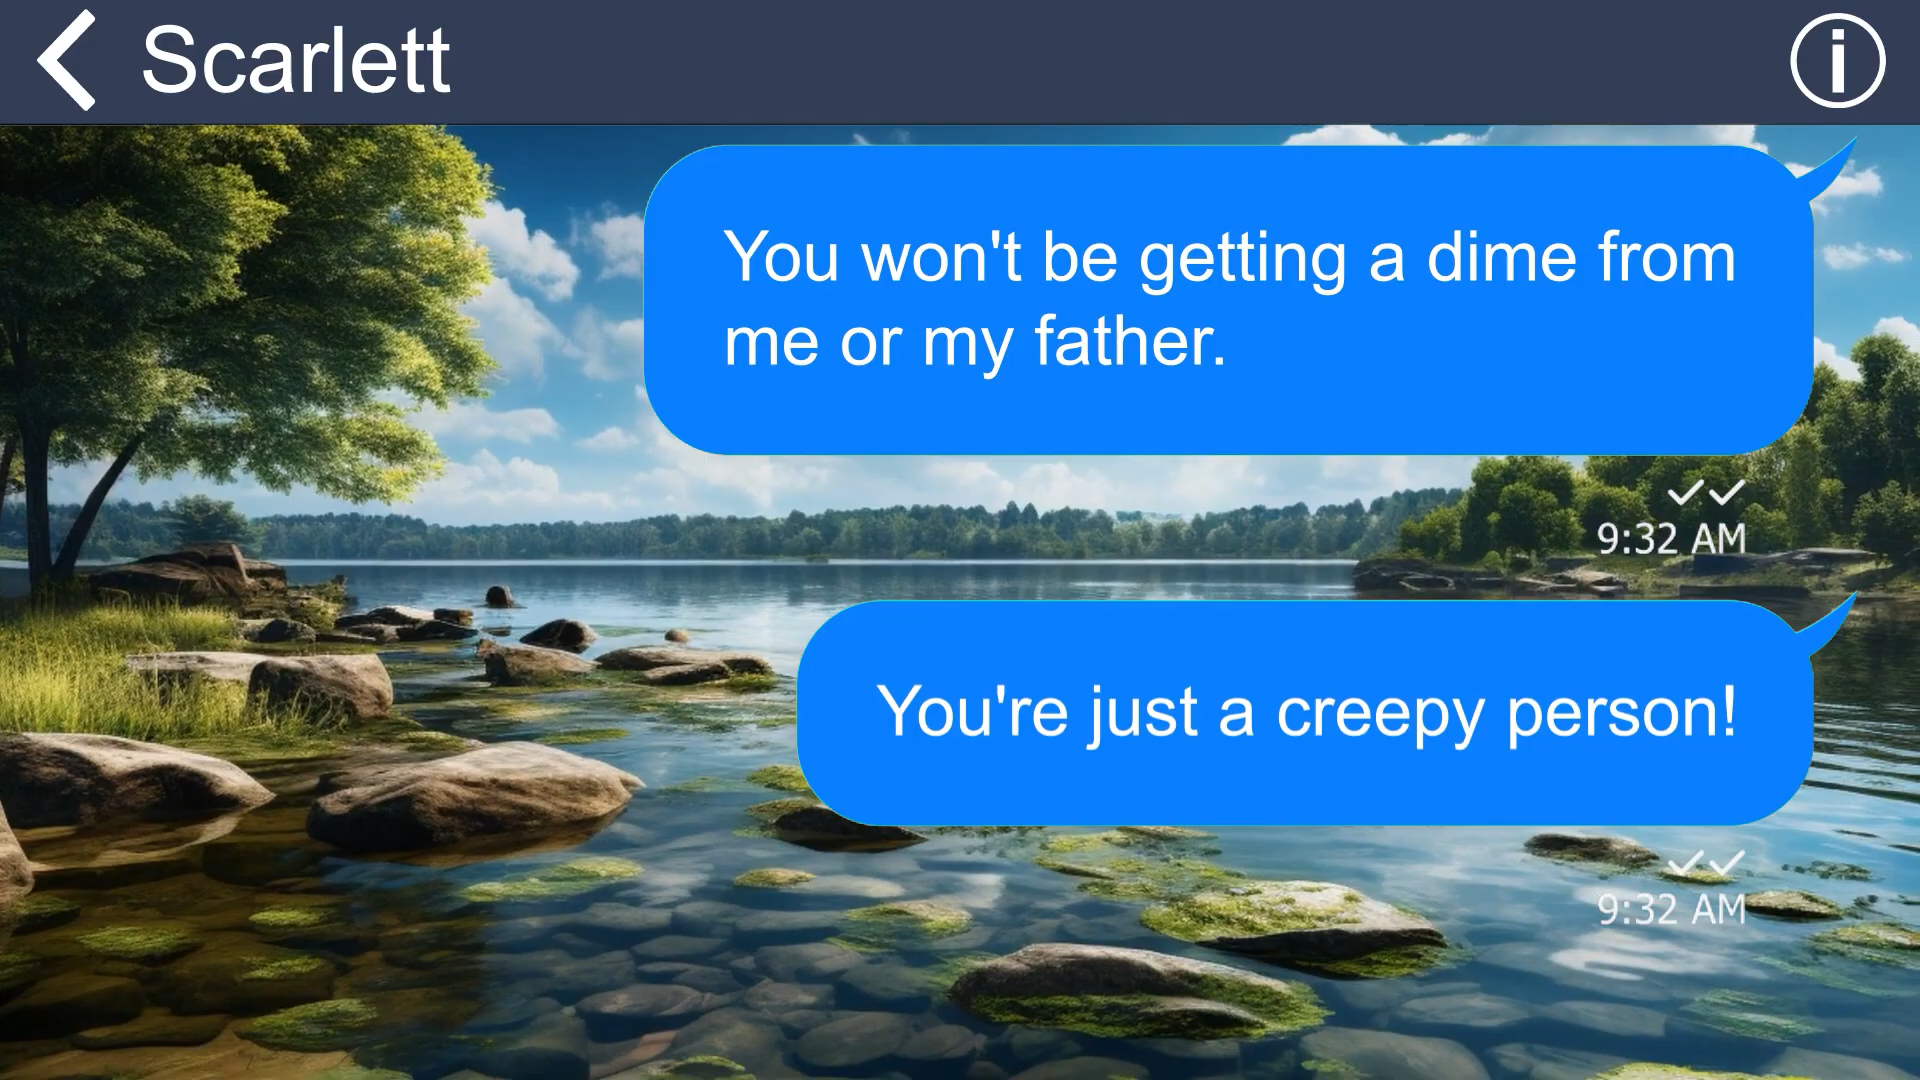 Scarlett
You won't be getting a dime from
me or my father.
9:32 AM
You're just a creepy person!
9:32 AM